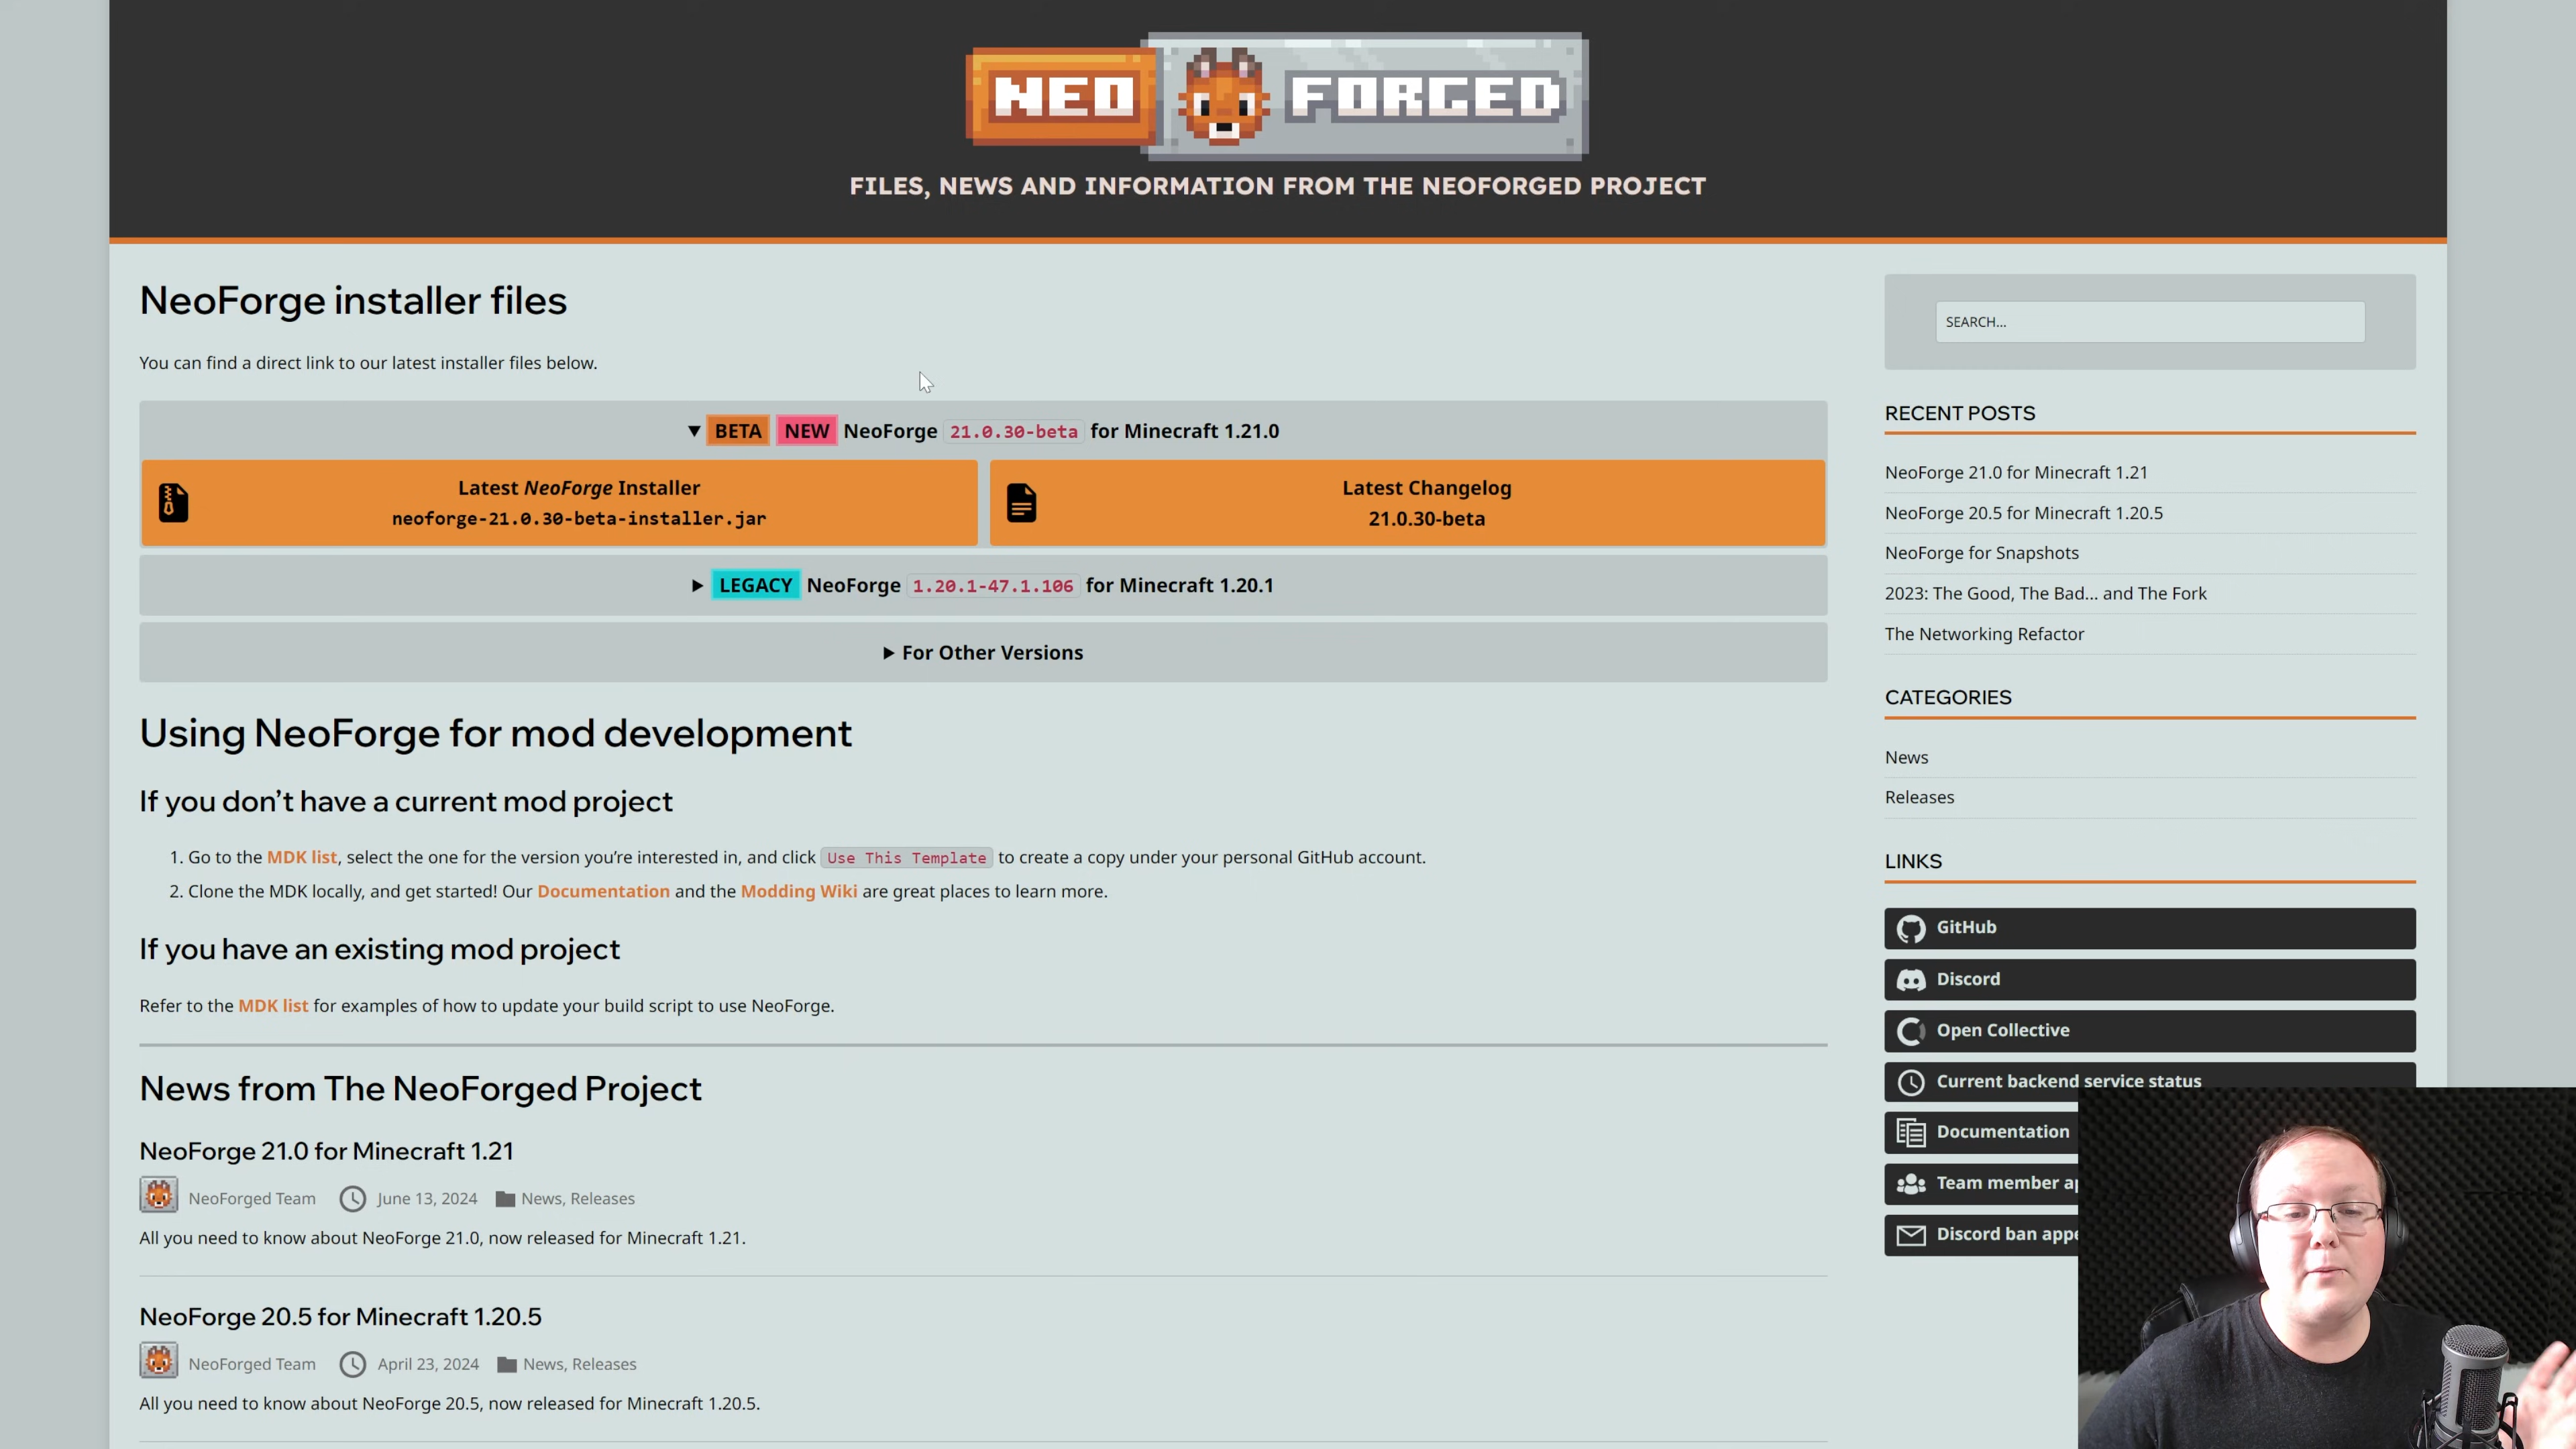 NEO FORGED
FILES, NEWS AND INFORMATION FROM THE NEOFORGED PROJECT
NeoForge installer files
You can find a direct link to our latest installer files below.
BETA NEW NeoForge 21.0.30-beta for Minecraft 1.21.0
Latest NeoForge Installer
neoforge-21.0.30-beta-installer.jar
Latest Changelog
21.0.30-beta
LEGACY NeoForge 1.20.1-47.1.106 for Minecraft 1.20.1
For Other Versions
Using NeoForge for mod development
If you don’t have a current mod project
1. Go to the MDK list, select the one for the version you’re interested in, and click Use This Template to create a copy under your personal GitHub account.
2. Clone the MDK locally, and get started! Our Documentation and the Modding Wiki are great places to learn more.
If you have an existing mod project
Refer to the MDK list for examples of how to update your build script to use NeoForge.
News from The NeoForged Project
NeoForge 21.0 for Minecraft 1.21
NeoForged Team June 13, 2024 News, Releases
All you need to know about NeoForge 21.0, now released for Minecraft 1.21.
NeoForge 20.5 for Minecraft 1.20.5
NeoForged Team April 23, 2024 News, Releases
All you need to know about NeoForge 20.5, now released for Minecraft 1.20.5.
SEARCH...
RECENT POSTS
NeoForge 21.0 for Minecraft 1.21
NeoForge 20.5 for Minecraft 1.20.5
NeoForge for Snapshots
2023: The Good, The Bad... and The Fork
The Networking Refactor
CATEGORIES
News
Releases
LINKS
GitHub
Discord
Open Collective
Current backend service status
Documentation
Team member
Discord ban